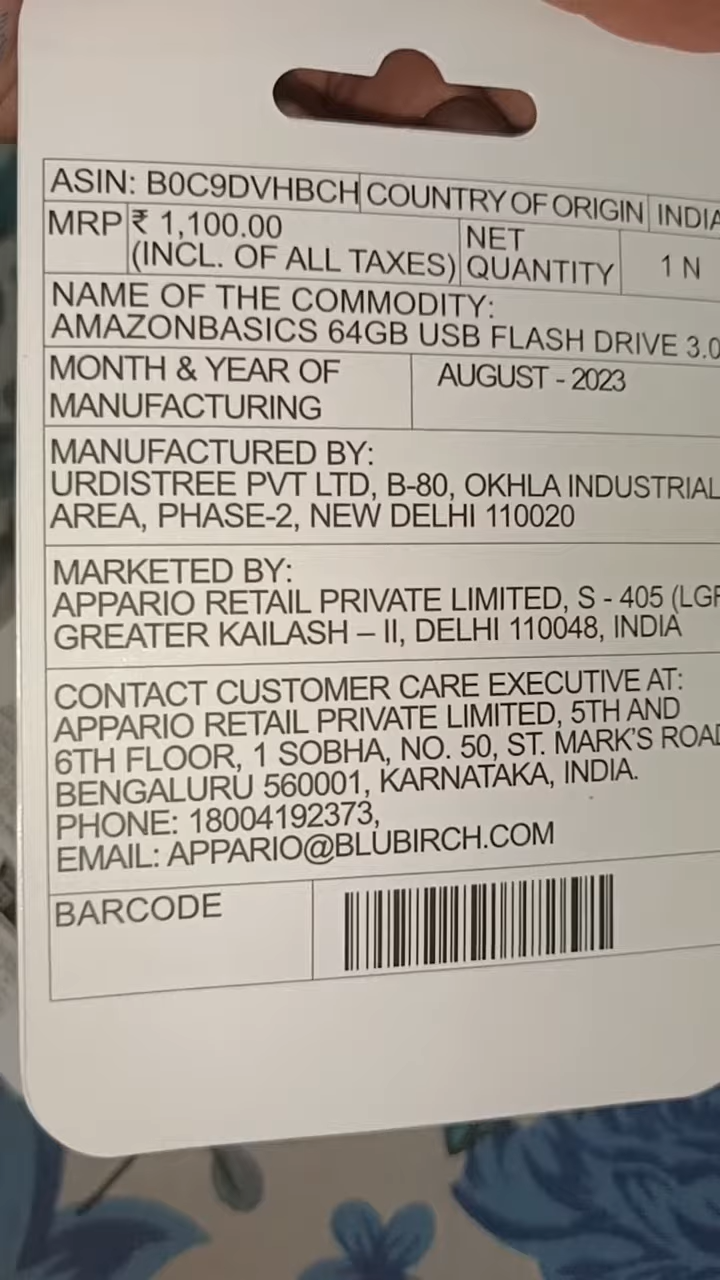 ASIN: B0C9DVHBCH COUNTRY OF ORIGIN INDIA
MRP ₹ 1,100.00
(INCL. OF ALL TAXES)
NET
QUANTITY
1 N
NAME OF THE COMMODITY:
AMAZONBASICS 64GB USB FLASH DRIVE 3.0
MONTH & YEAR OF
MANUFACTURING
AUGUST - 2023
MANUFACTURED BY:
URDISTREE PVT LTD, B-80, OKHLA INDUSTRIAL
AREA, PHASE-2, NEW DELHI 110020
MARKETED BY:
APPARIO RETAIL PRIVATE LIMITED, S - 405
GREATER KAILASH – II, DELHI 110048, INDIA
CONTACT CUSTOMER CARE EXECUTIVE AT:
APPARIO RETAIL PRIVATE LIMITED, 5TH AND
6TH FLOOR, 1 SOBHA, NO. 50, ST. MARK'S ROAD
BENGALURU 560001, KARNATAKA, INDIA.
PHONE: 18004192373,
EMAIL: APPARIO@BLUBIRCH.COM
BARCODE